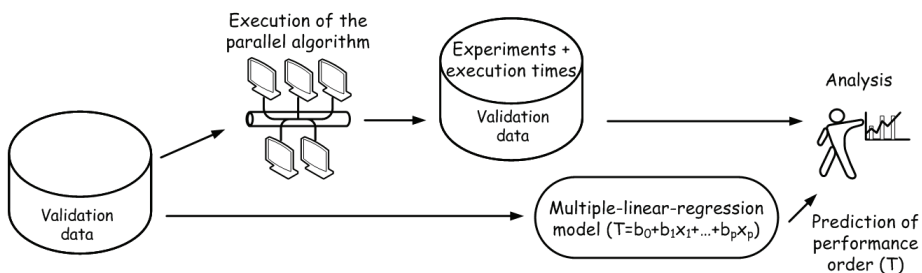 Execution of the
parallel algorithm
Experiments +
execution times
Validation
data
Analysis
Validation
data
Multiple-linear-regression
model (T=b₀+b₁x₁+...+bₚxₚ)
Prediction of
performance
order (T)